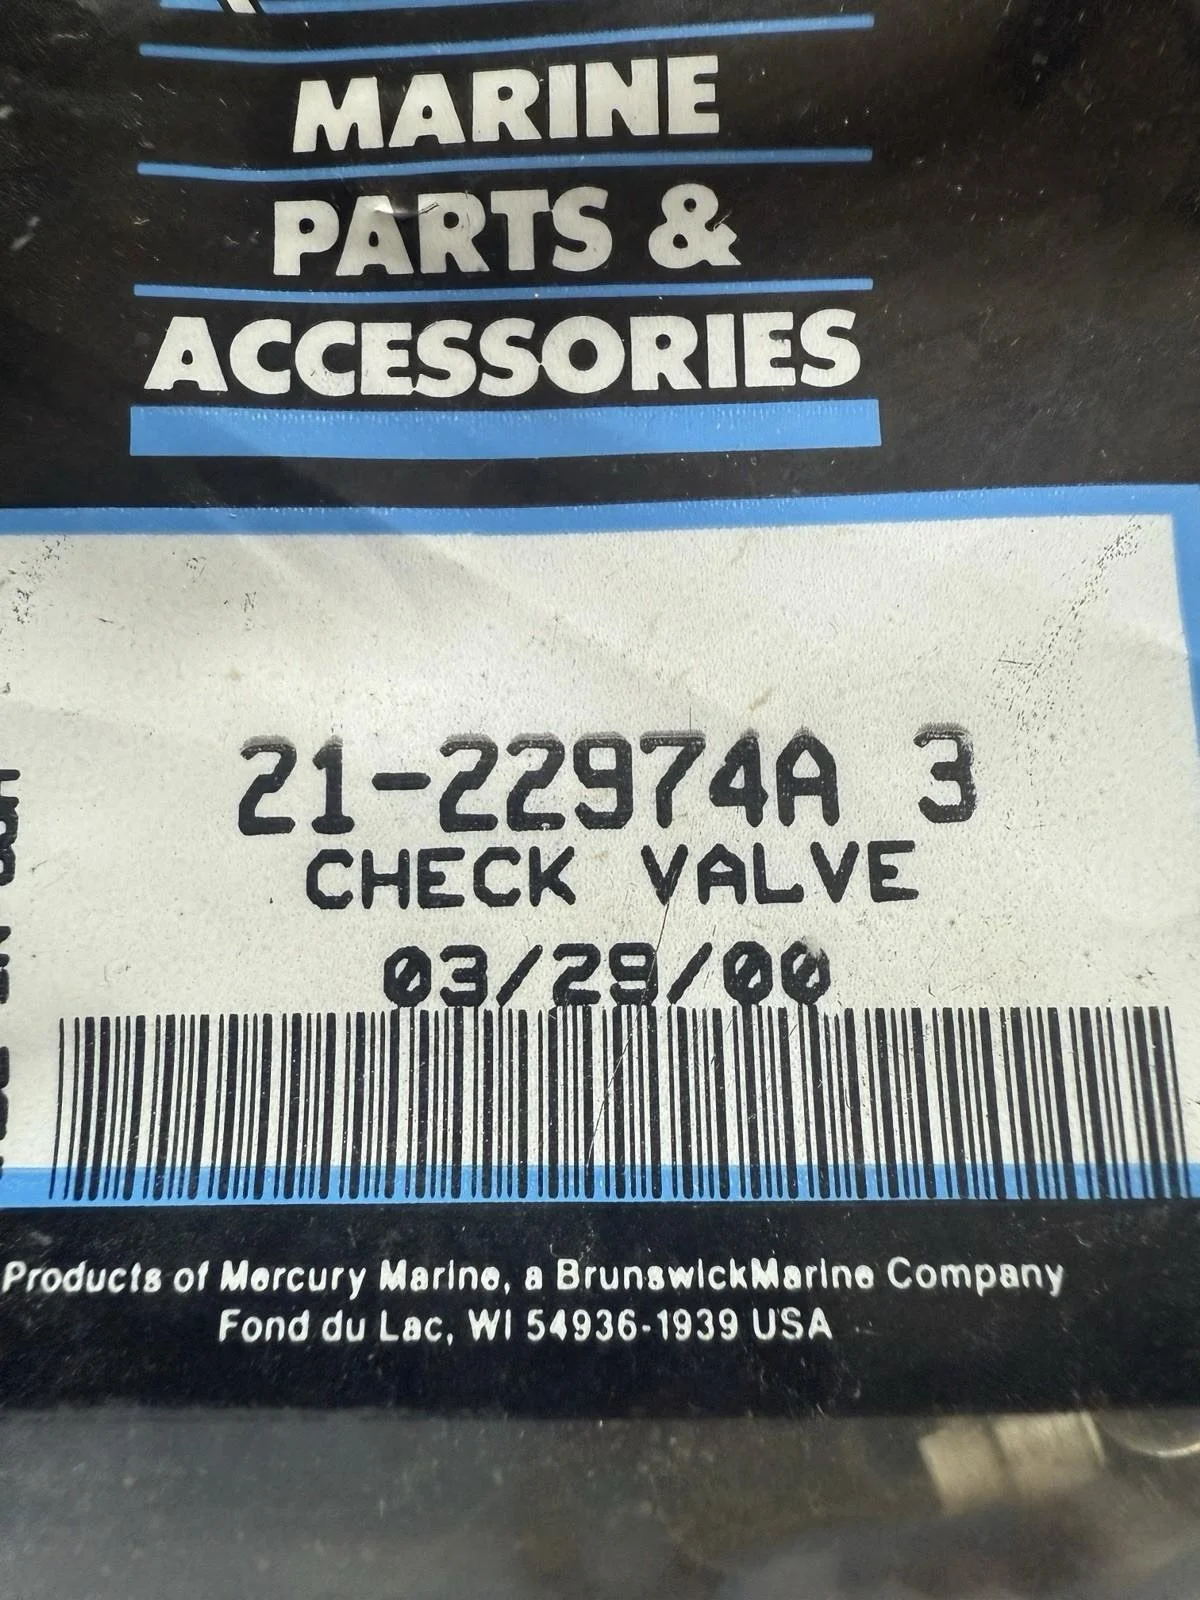 MARINE
PARTS &
ACCESSORIES
21-22974A 3
CHECK VALVE
03/29/00
Products of Mercury Marine, a BrunswickMarine Company
Fond du Lac, WI 54936-1939 USA